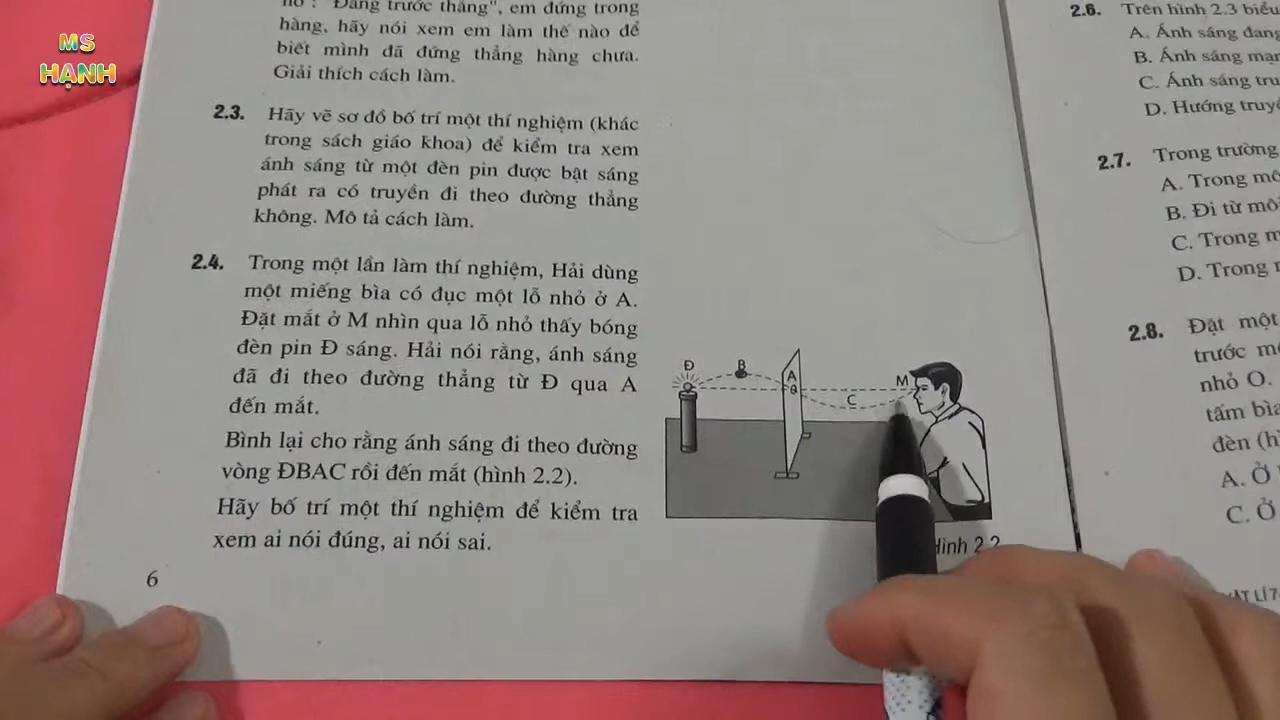 MS
HẠNH
"Đằng trước thẳng", em đứng trong
hàng, hãy nói xem em làm thế nào để
biết mình đã đứng thẳng hàng chưa.
Giải thích cách làm.
2.3. Hãy vẽ sơ đồ bố trí một thí nghiệm (khác
trong sách giáo khoa) để kiểm tra xem
ánh sáng từ một đèn pin được bật sáng
phát ra có truyền đi theo đường thẳng
không. Mô tả cách làm.
2.4. Trong một lần làm thí nghiệm, Hải dùng
một miếng bìa có đục một lỗ nhỏ ở A.
Đặt mắt ở M nhìn qua lỗ nhỏ thấy bóng
đèn pin Đ sáng. Hải nói rằng, ánh sáng
đã đi theo đường thẳng từ Đ qua A
đến mắt.
Bình lại cho rằng ánh sáng đi theo đường
vòng ĐBAC rồi đến mắt (hình 2.2).
Hãy bố trí một thí nghiệm để kiểm tra
xem ai nói đúng, ai nói sai.
Đ
B
A
C
M
2.2
6
2.6. Trên hình 2.3 biểu
A. Ánh sáng đang
B. Ánh sáng
C. Ánh sáng
D. Hướng
2.7. Trong trường
A. Trong
B. Đi từ
C. Trong
D. Trong
2.8. Đặt một
trước
nhỏ O.
tấm bìa
đèn
A. Ở
C. Ở